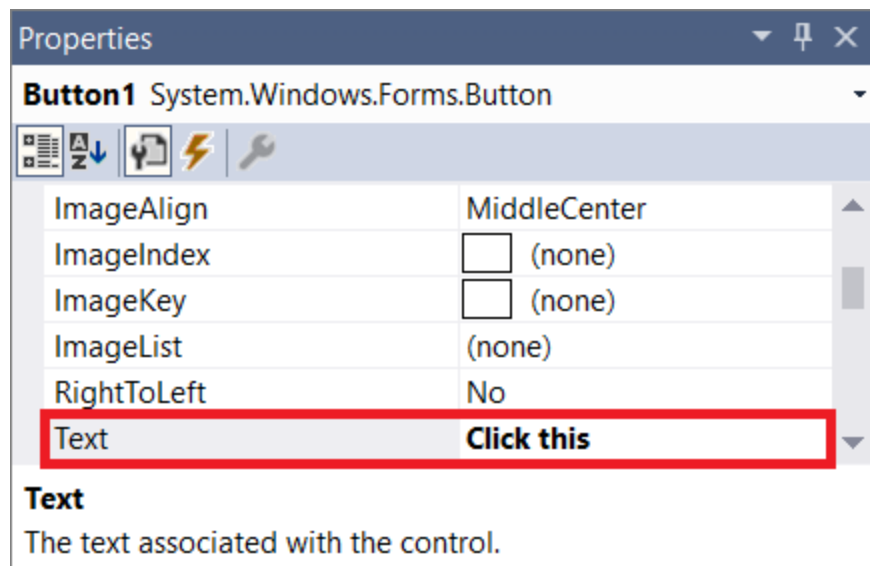 Properties
Button1 System.Windows.Forms.Button
AZ
ImageAlign MiddleCenter
ImageIndex (none)
ImageKey (none)
ImageList (none)
RightToLeft No
Text Click this
Text
The text associated with the control.